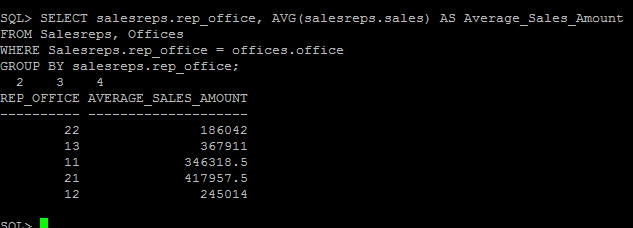 SQL> SELECT salesreps.rep_office, AVG(salesreps.sales) AS Average_Sales_Amount
FROM Salesreps, Offices
WHERE Salesreps.rep_office = offices.office
GROUP BY salesreps.rep_office;
  2    3    4
REP_OFFICE AVERAGE_SALES_AMOUNT
---------- --------------------
        22               186042
        13               367911
        11             346318.5
        21             417957.5
        12               245014
SQL>